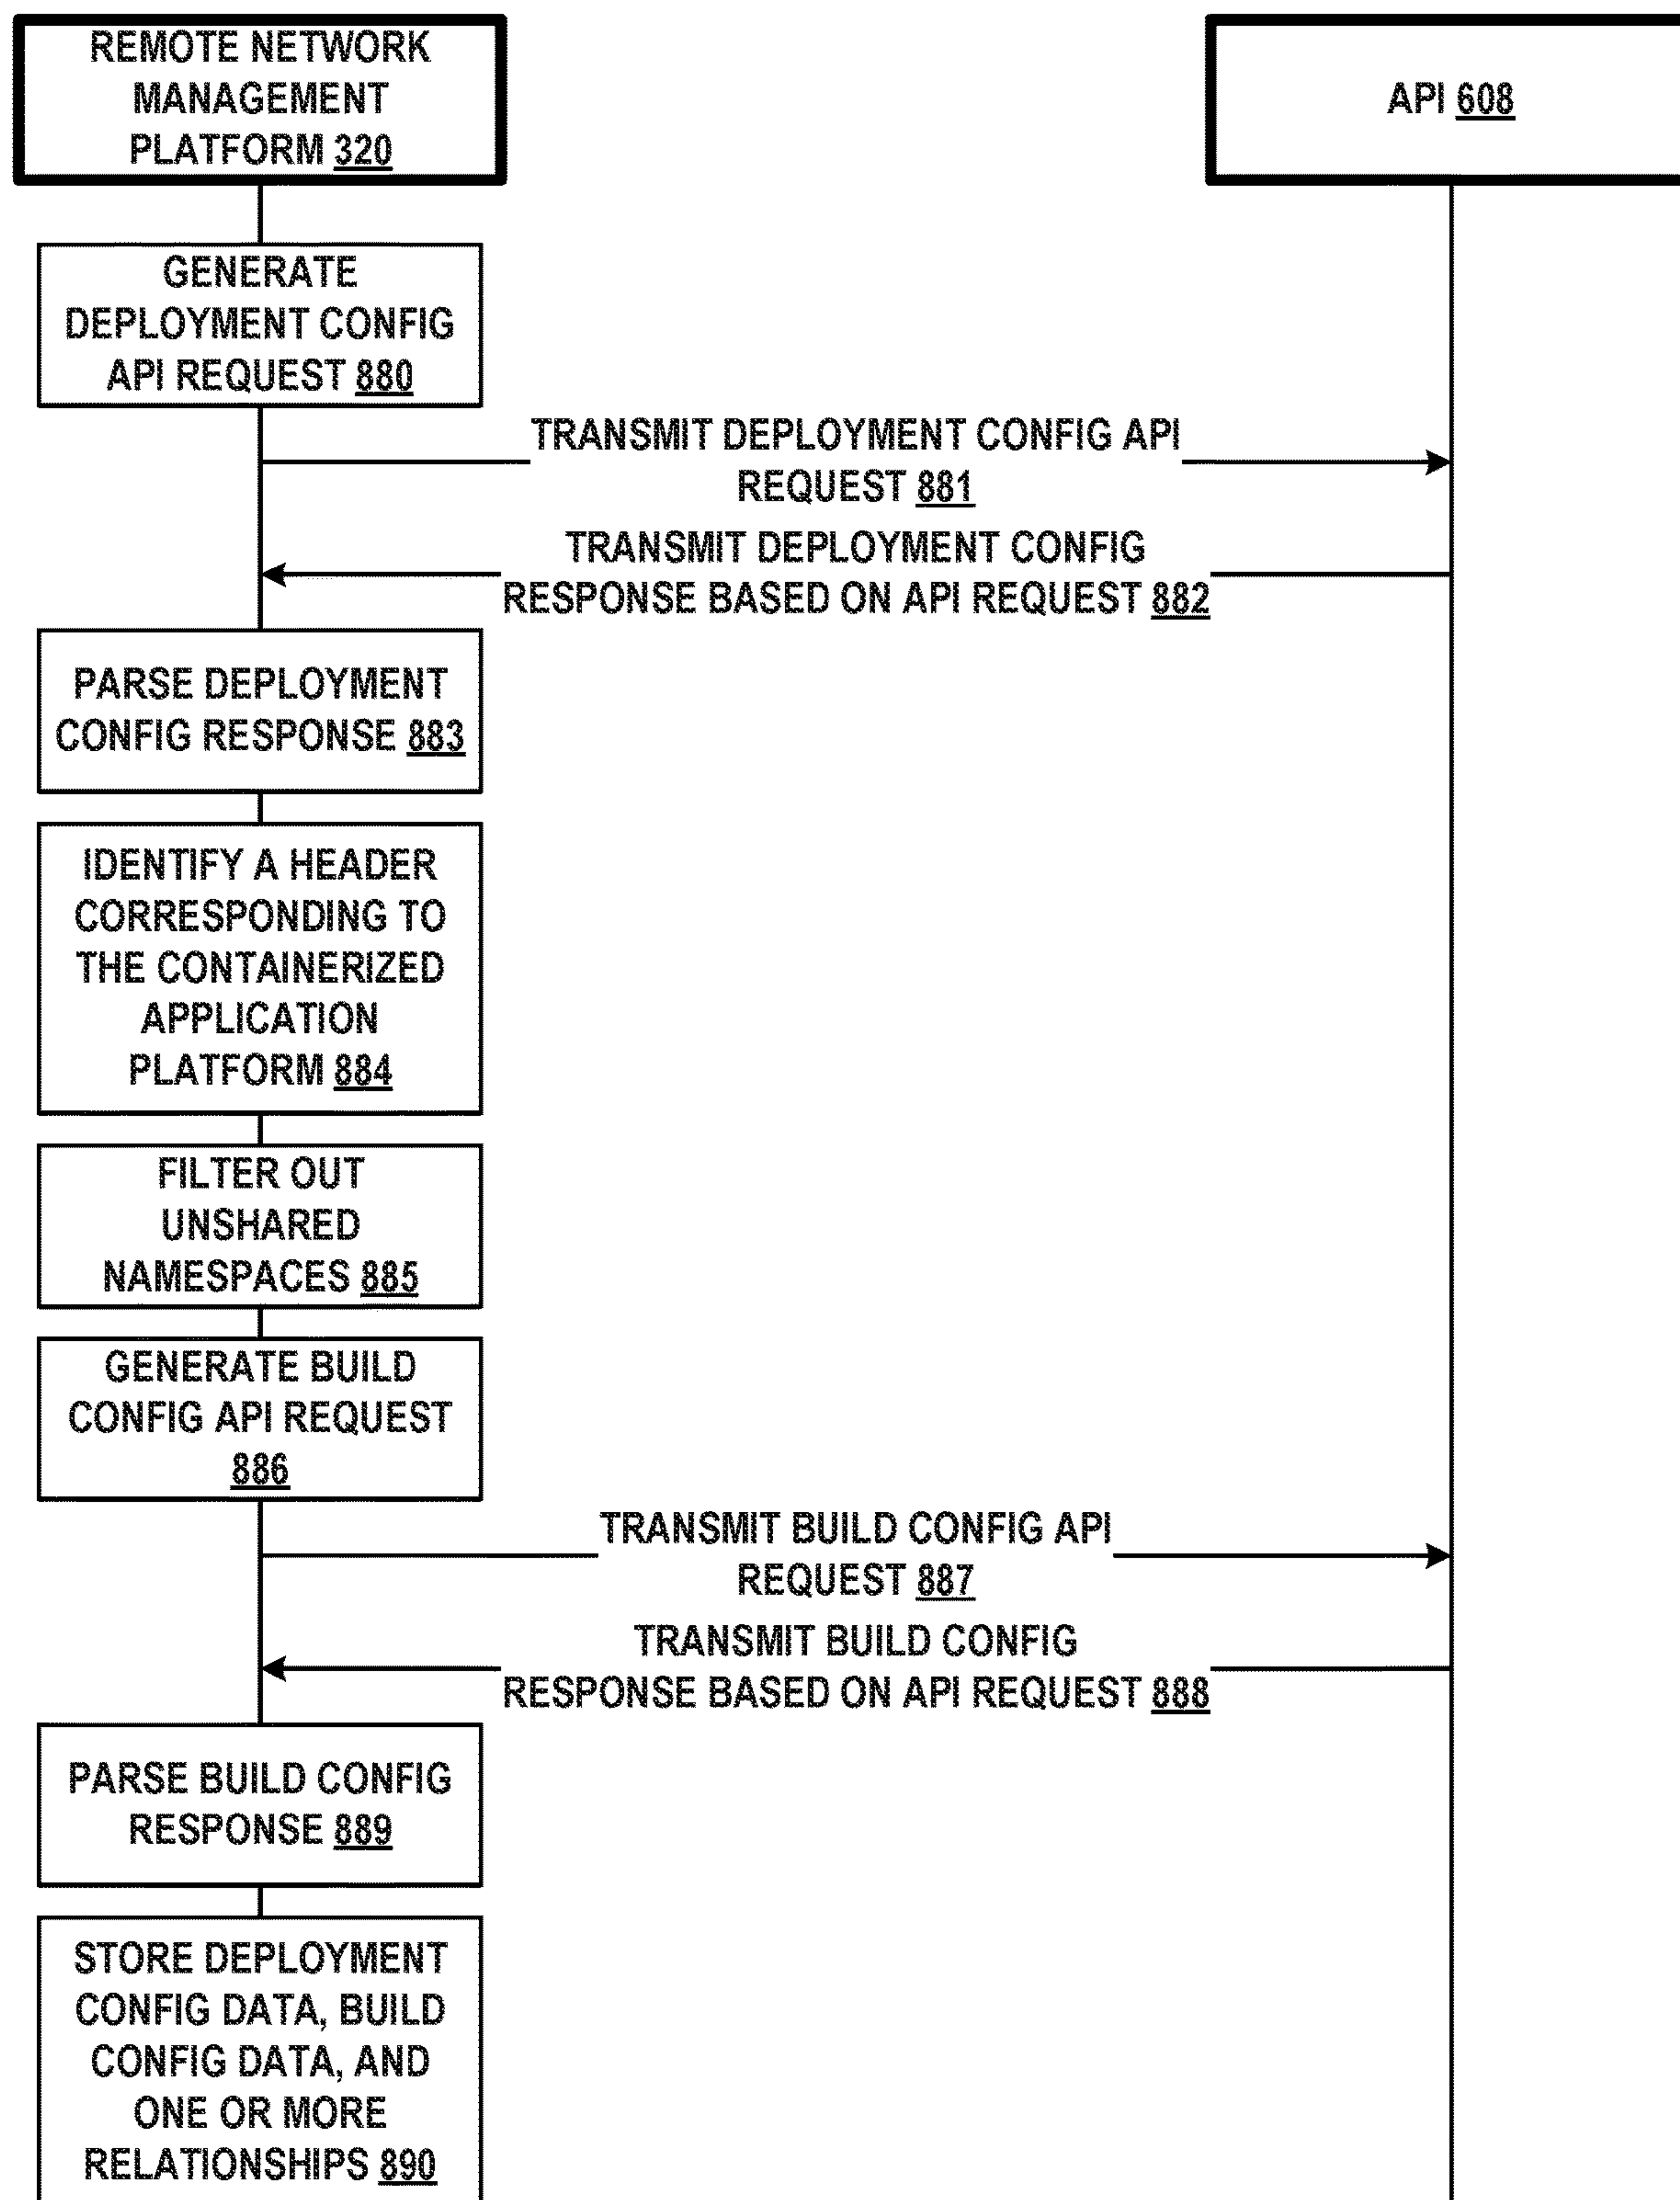 REMOTE NETWORK
MANAGEMENT
PLATFORM 320
API 608
GENERATE
DEPLOYMENT CONFIG
API REQUEST 880
TRANSMIT DEPLOYMENT CONFIG API
REQUEST 881
TRANSMIT DEPLOYMENT CONFIG
RESPONSE BASED ON API REQUEST 882
PARSE DEPLOYMENT
CONFIG RESPONSE 883
IDENTIFY A HEADER
CORRESPONDING TO
THE CONTAINERIZED
APPLICATION
PLATFORM 884
FILTER OUT
UNSHARED
NAMESPACES 885
GENERATE BUILD
CONFIG API REQUEST
886
TRANSMIT BUILD CONFIG API
REQUEST 887
TRANSMIT BUILD CONFIG
RESPONSE BASED ON API REQUEST 888
PARSE BUILD CONFIG
RESPONSE 889
STORE DEPLOYMENT
CONFIG DATA, BUILD
CONFIG DATA, AND
ONE OR MORE
RELATIONSHIPS 890